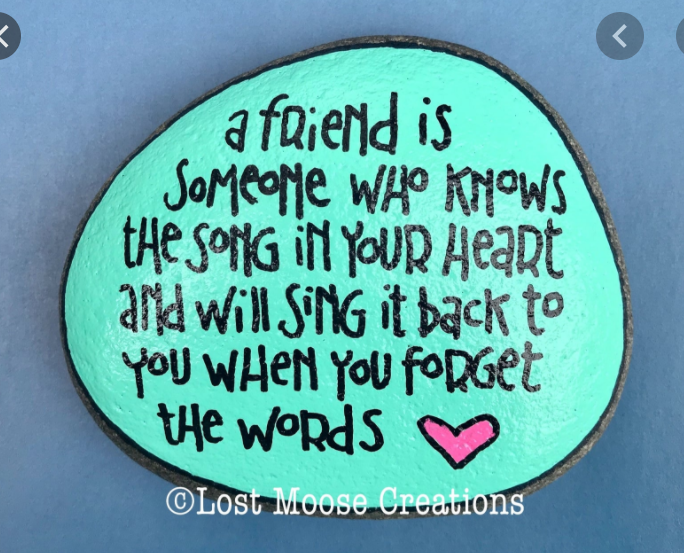 a friend is
someone who knows
the song in your heart
and will sing it back to
you when you forget
the words
©Lost Moose Creations